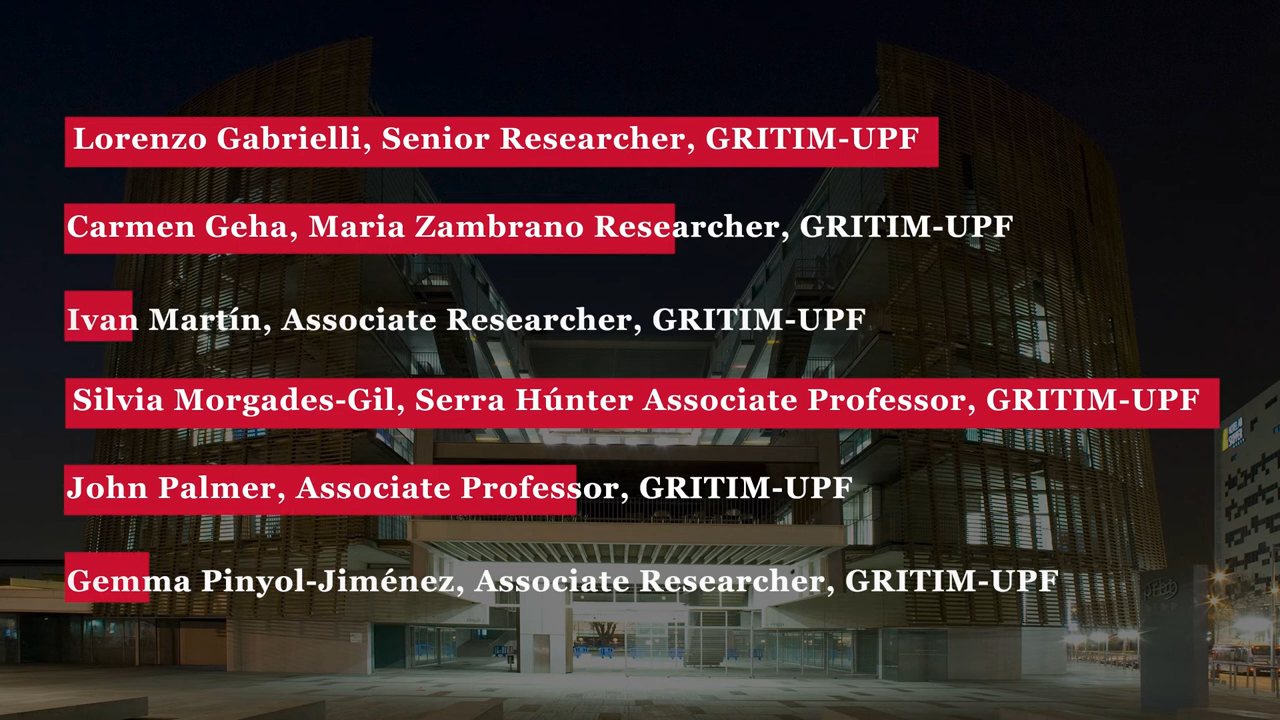 Lorenzo Gabrielli, Senior Researcher, GRITIM-UPF
Carmen Geha, Maria Zambrano Researcher, GRITIM-UPF
Ivan Martín, Associate Researcher, GRITIM-UPF
Silvia Morgades-Gil, Serra Húnter Associate Professor, GRITIM-UPF
John Palmer, Associate Professor, GRITIM-UPF
Gemma Pinyol-Jiménez, Associate Researcher, GRITIM-UPF